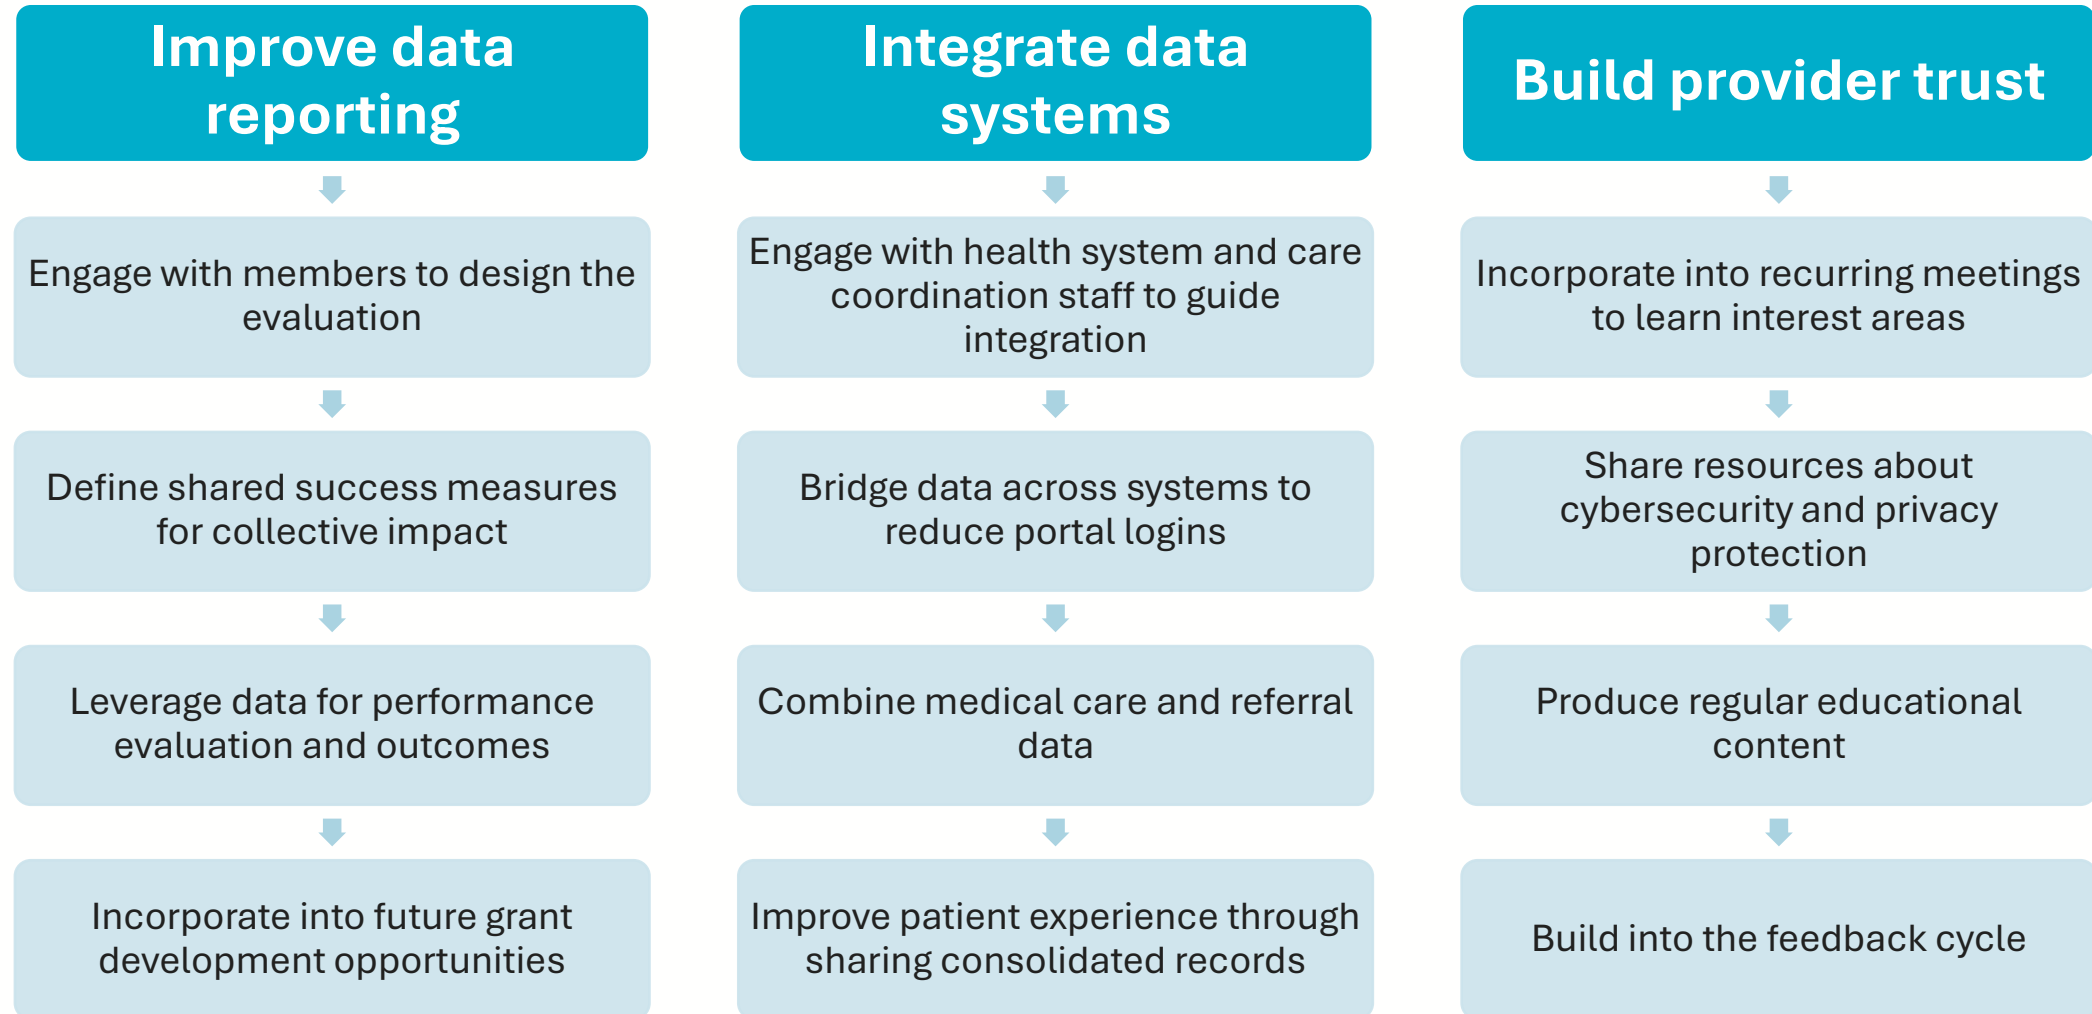 Improve data
reporting
Engage with members to design the
evaluation
Define shared success measures
for collective impact
Leverage data for performance
evaluation and outcomes
Incorporate into future grant
development opportunities
Integrate data
systems
Engage with health system and care
coordination staff to guide
integration
Bridge data across systems to
reduce portal logins
Combine medical care and referral
data
Improve patient experience through
sharing consolidated records
Build provider trust
Incorporate into recurring meetings
to learn interest areas
Share resources about
cybersecurity and privacy
protection
Produce regular educational
content
Build into the feedback cycle